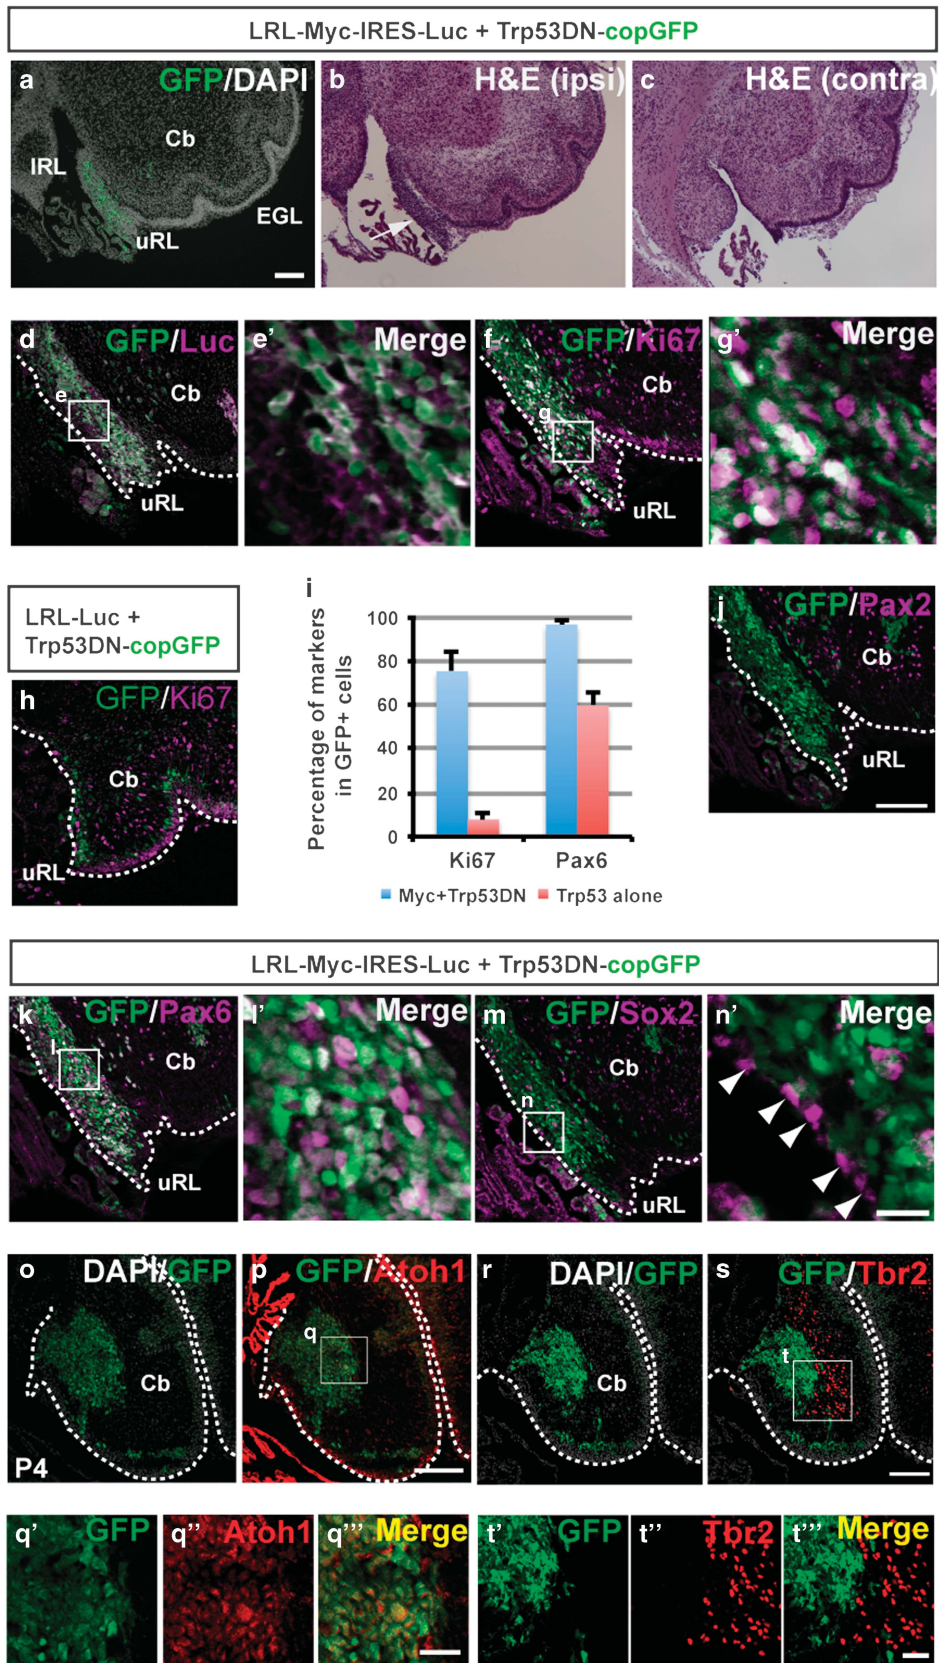 LRL-Myc-IRES-Luc + Trp53DN-copGFP
a GFP/DAPI
Cb
lRL
EGL
uRL
b H&E (ipsi)
c H&E (contra)
d GFP/Luc
e
Cb
uRL
e' Merge
f GFP/Ki67
Cb
g
uRL
g' Merge
LRL-Luc +
Trp53DN-copGFP
h GFP/Ki67
Cb
uRL
i
Percentage of markers
in GFP+ cells
100
80
60
40
20
0
Ki67 Pax6
Myc+Trp53DN Trp53 alone
j GFP/Pax2
Cb
uRL
LRL-Myc-IRES-Luc + Trp53DN-copGFP
k GFP/Pax6
l
Cb
uRL
l' Merge
m GFP/Sox2
Cb
n
uRL
n' Merge
o DAPI/GFP
Cb
P4
p GFP/Atoh1
q
r DAPI/GFP
Cb
s GFP/Tbr2
t
q' GFP
q'' Atoh1
q''' Merge
t' GFP
t'' Tbr2
t''' Merge